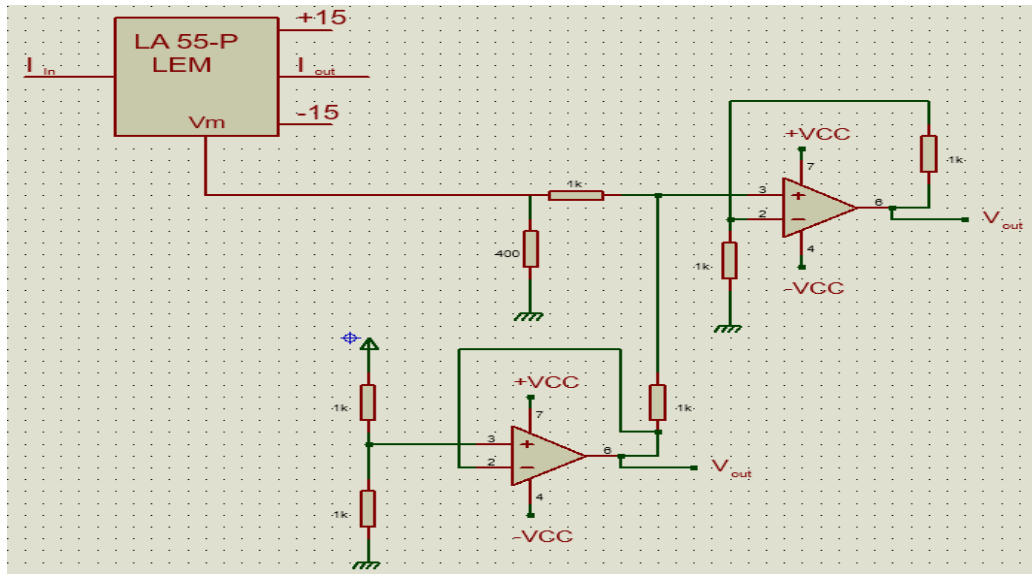 +15
LA 55-P
LEM
I In
I out
-15
Vm
+VCC
7
1k
1k
3
6
2
V out
400
1k
4
-VCC
+VCC
7
1k
1k
3
6
2
V out
4
1k
-VCC